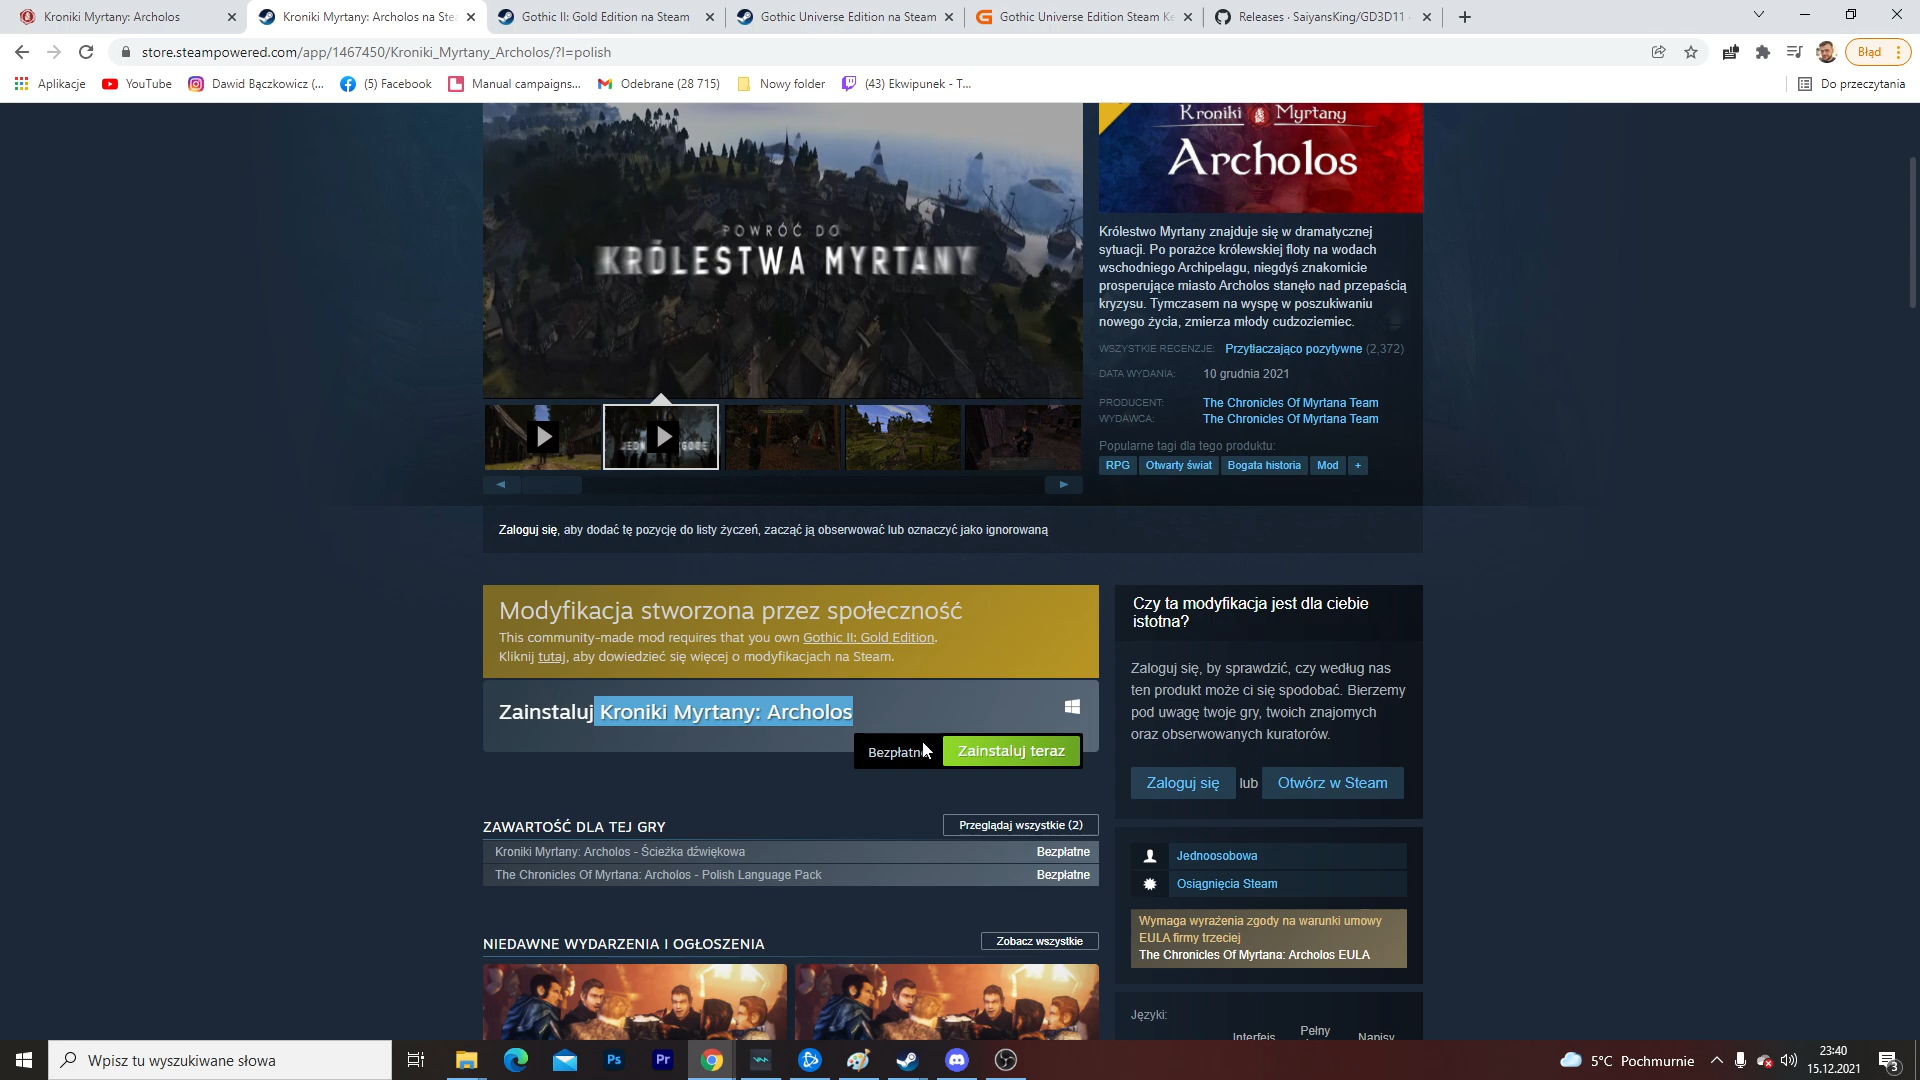 Kroniki Myrtany: Archolos
Kroniki Myrtany: Archolos na Ste
Gothic II: Gold Edition na Steam
Gothic Universe Edition na Steam
Gothic Universe Edition Steam Ke
Releases · SaiyansKing/GD3D11
store.steampowered.com/app/1467450/Kroniki_Myrtany_Archolos/?l=polish
Błąd
Aplikacje
YouTube
Dawid Bączkowicz (...
(5) Facebook
Manual campaigns...
Odebrane (28 715)
Nowy folder
(43) Ekwipunek - T...
Do przeczytania
POWRÓĆ DO
KRÓLESTWA MYRTANY
Kroniki Myrtany
Archolos
Królestwo Myrtany znajduje się w dramatycznej
sytuacji. Po porażce królewskiej floty na wodach
wschodniego Archipelagu, niegdyś znakomicie
prosperujące miasto Archolos stanęło nad przepaścią
kryzysu. Tymczasem na wyspę w poszukiwaniu
nowego życia, zmierza młody cudzoziemiec.
WSZYSTKIE RECENZJE: Przytłaczająco pozytywne (2,372)
DATA WYDANIA: 10 grudnia 2021
PRODUCENT: The Chronicles Of Myrtana Team
WYDAWCA: The Chronicles Of Myrtana Team
Popularne tagi dla tego produktu:
RPG Otwarty świat Bogata historia Mod +
Zaloguj się, aby dodać tę pozycję do listy życzeń, zacząć ją obserwować lub oznaczyć jako ignorowaną
Modyfikacja stworzona przez społeczność
This community-made mod requires that you own Gothic II: Gold Edition.
Kliknij tutaj, aby dowiedzieć się więcej o modyfikacjach na Steam.
Zainstaluj Kroniki Myrtany: Archolos
Bezpłatne Zainstaluj teraz
Czy ta modyfikacja jest dla ciebie
istotna?
Zaloguj się, by sprawdzić, czy według nas
ten produkt może ci się spodobać. Bierzemy
pod uwagę twoje gry, twoich znajomych
oraz obserwowanych kuratorów.
Zaloguj się lub Otwórz w Steam
ZAWARTOŚĆ DLA TEJ GRY
Przeglądaj wszystkie (2)
Kroniki Myrtany: Archolos - Ścieżka dźwiękowa Bezpłatne
The Chronicles Of Myrtana: Archolos - Polish Language Pack Bezpłatne
Jednoosobowa
Osiągnięcia Steam
Wymaga wyrażenia zgody na warunki umowy
EULA firmy trzeciej
The Chronicles Of Myrtana: Archolos EULA
NIEDAWNE WYDARZENIA I OGŁOSZENIA
Zobacz wszystkie
Języki:
Interfejs Pełny Napisy
Wpisz tu wyszukiwane słowa
Ps
Pr
5°C Pochmurnie
23:40
15.12.2021
3